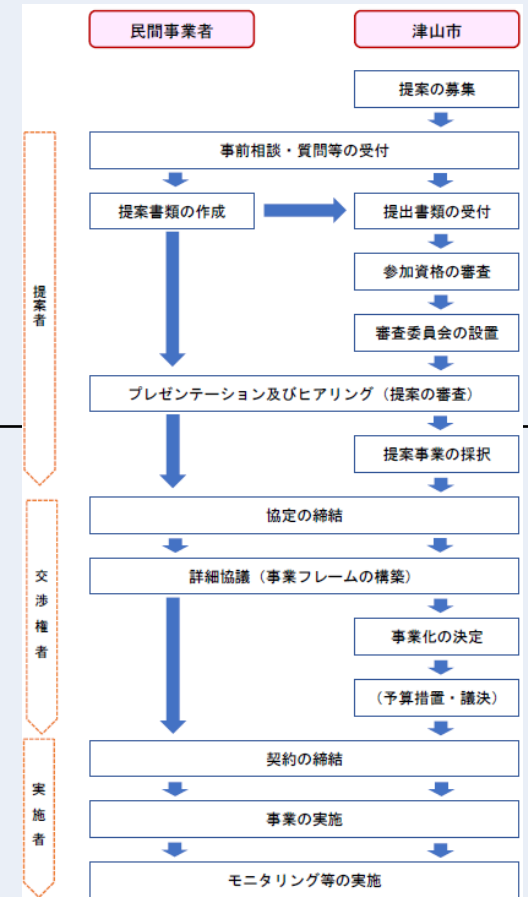 民間事業者
津山市
提案の募集
事前相談・質問等の受付
提案書類の作成
提出書類の受付
参加資格の審査
審査委員会の設置
提案者
プレゼンテーション及びヒアリング（提案の審査）
提案事業の採択
協定の締結
詳細協議（事業フレームの構築）
交渉権者
事業化の決定
（予算措置・議決）
契約の締結
実施者
事業の実施
モニタリング等の実施